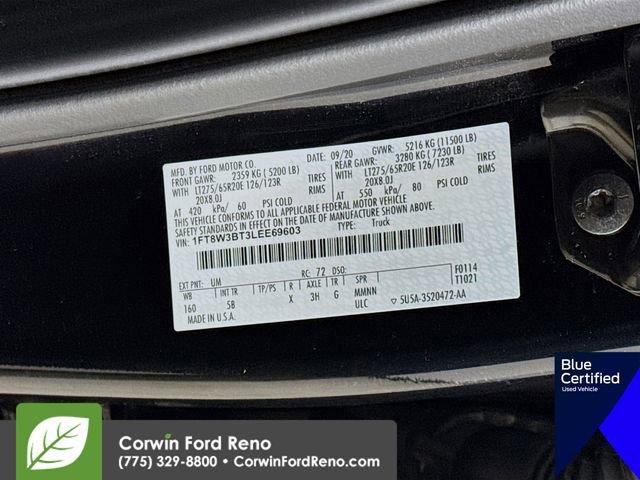 MFD. BY FORD MOTOR CO. DATE: 09/20 GVWR: 5216 KG (11500 LB)
FRONT GAWR: 2359 KG (5200 LB) REAR GAWR: 3280 KG (7230 LB)
LT275/65R20E 126/123R TIRES LT275/65R20E 126/123R TIRES
20X8.0J RIMS 20X8.0J RIMS
AT 420 kPa/ 60 PSI COLD AT 550 kPa/ 80 PSI COLD
THIS VEHICLE CONFORMS TO ALL APPLICABLE FEDERAL MOTOR VEHICLE
SAFETY STANDARDS IN EFFECT ON THE DATE OF MANUFACTURE SHOWN ABOVE.
VIN: 1FT8W3BT3LEE69603 TYPE: Truck
EXT PNT: UM RC: 72 DSO: F0114
WB INT TR TP/PS R AXLE TR SPR T1021
160 5B X 3H G MMNN
MADE IN U.S.A. ULC ▽ 5U5A-3520472-AA
Blue
Certified
Used Vehicle
Corwin Ford Reno
(775) 329-8800 • CorwinFordReno.com